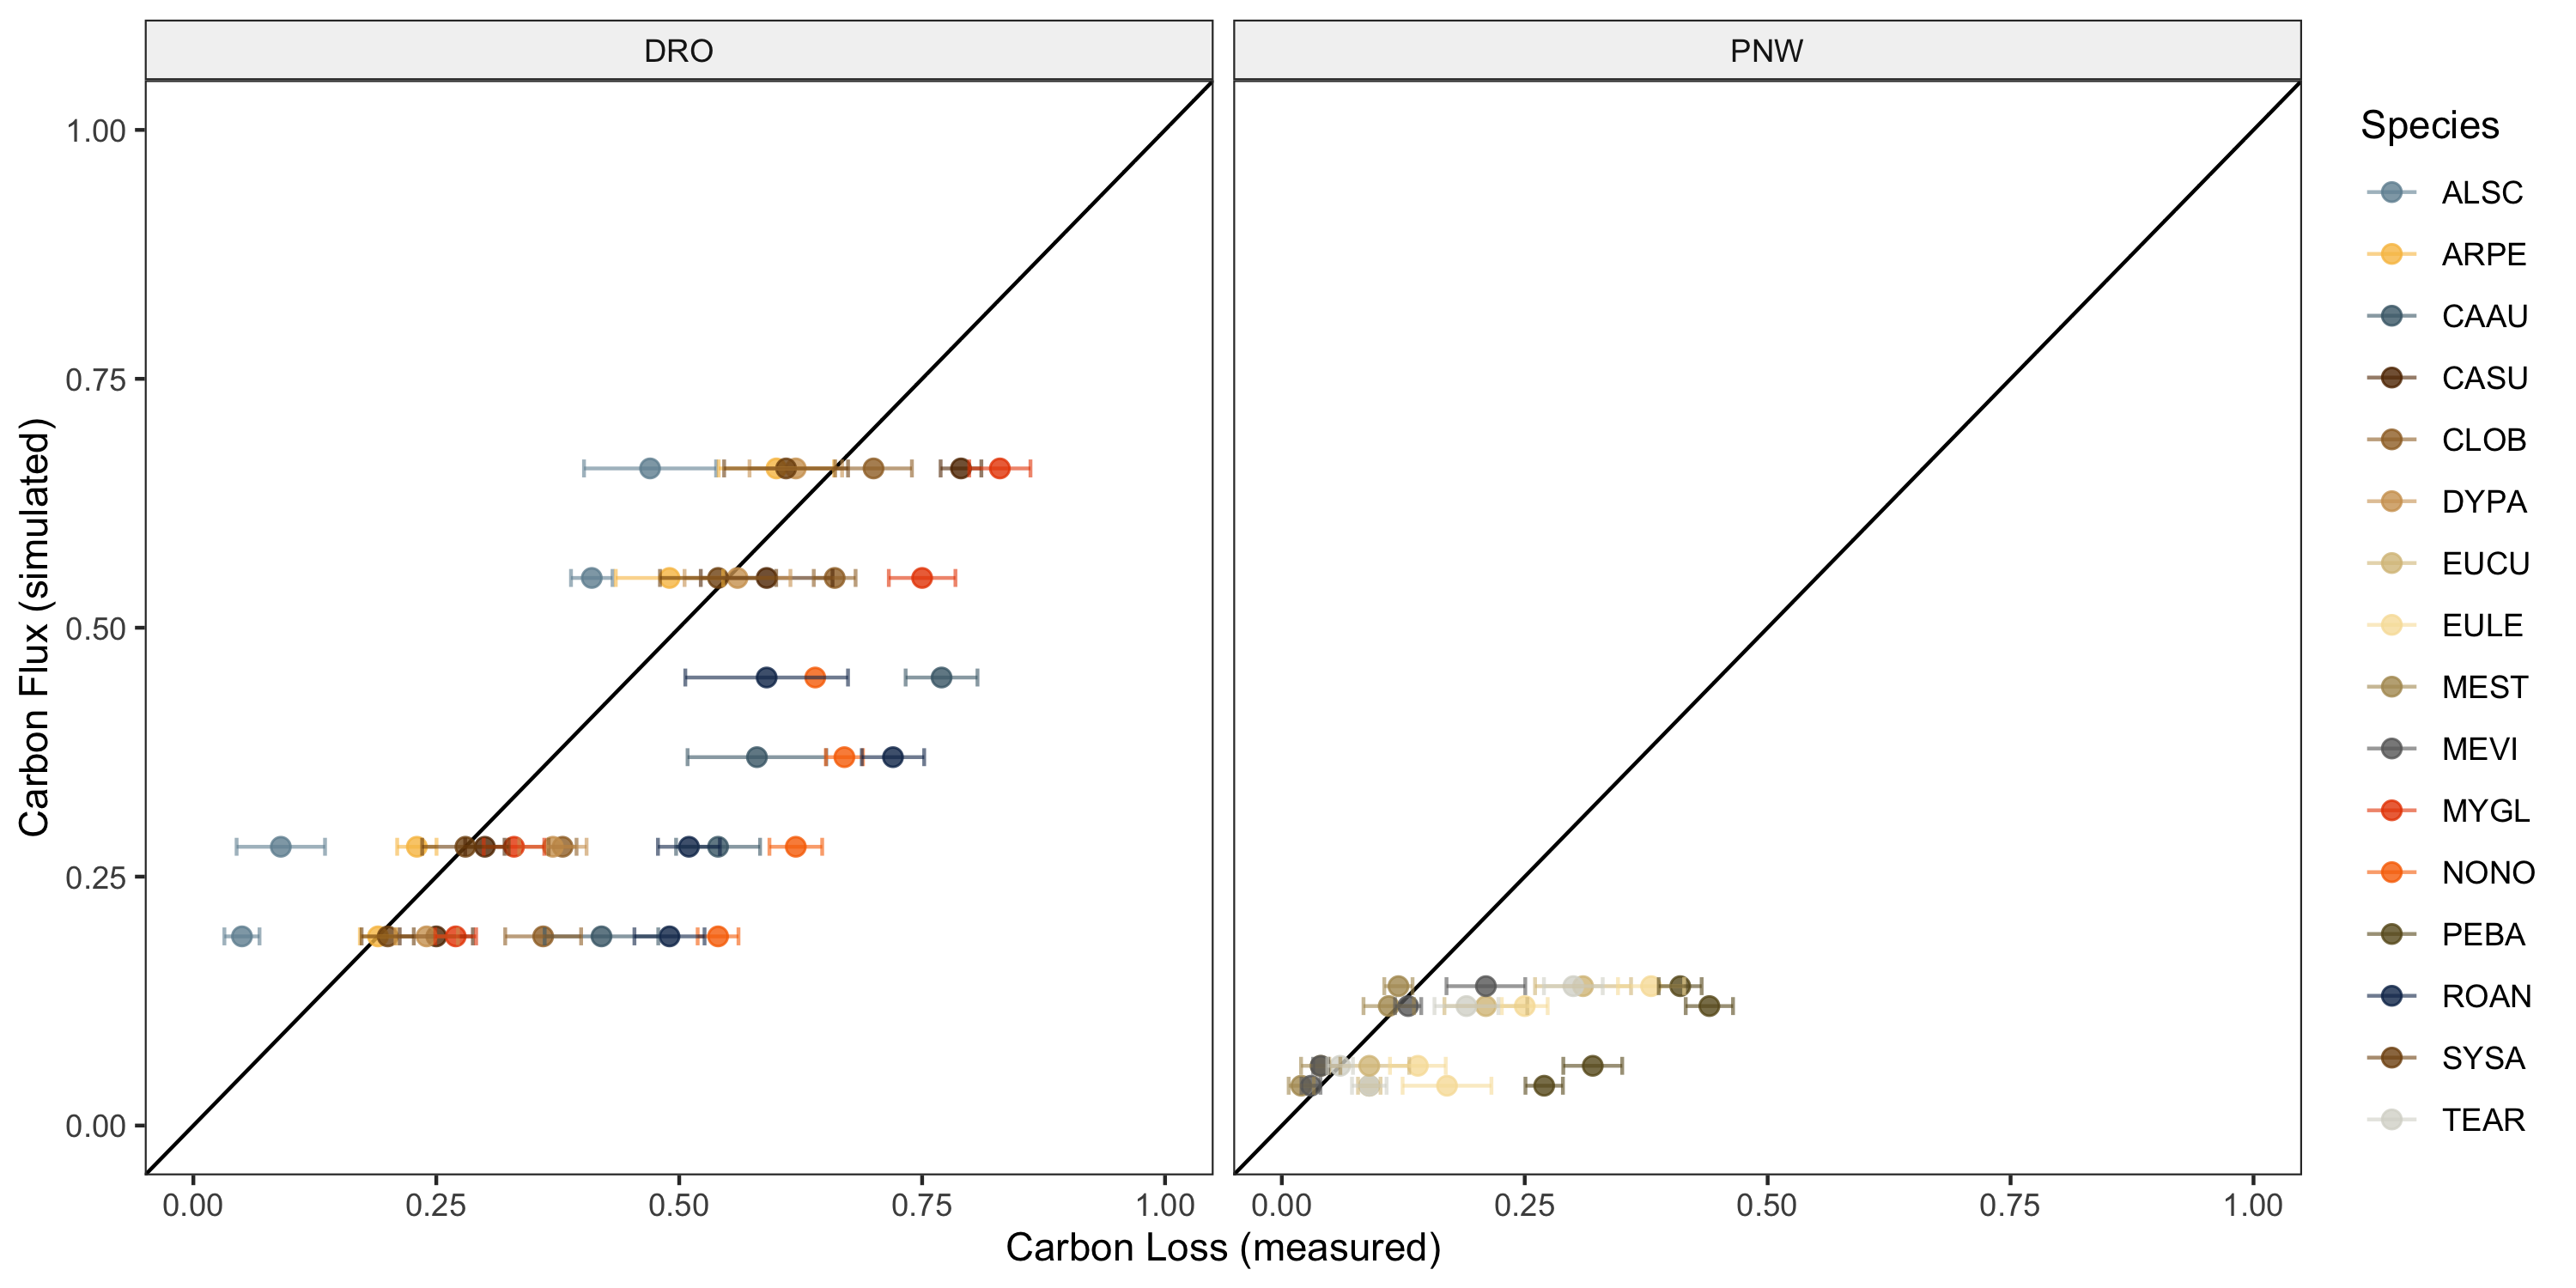 DRO
PNW
Carbon Flux (simulated)
1.00
0.75
0.50
0.25
0.00
0.00 0.25 0.50 0.75 1.00
0.00 0.25 0.50 0.75 1.00
Carbon Loss (measured)
Species
ALSC
ARPE
CAAU
CASU
CLOB
DYPA
EUCU
EULE
MEST
MEVI
MYGL
NONO
PEBA
ROAN
SYSA
TEAR